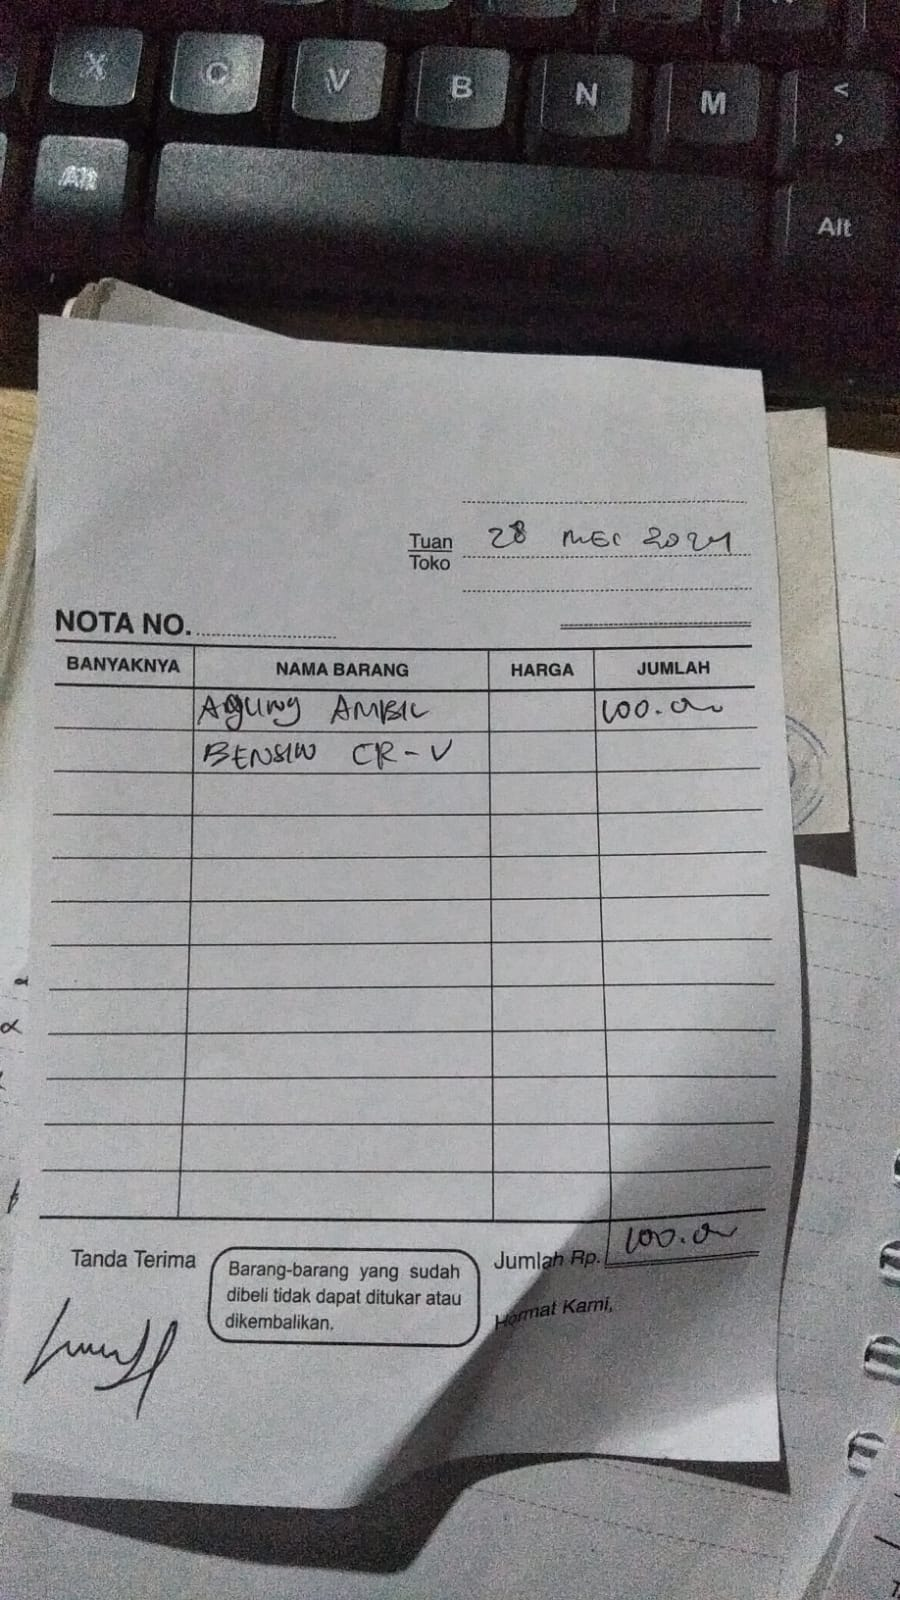 X C V B N M <
,
Alt Alt
Tuan 28 MEI 2024
Toko
NOTA NO.
BANYAKNYA NAMA BARANG HARGA JUMLAH
Agung AMBIL 100.000
BENSIN CR-V
Jumlah Rp. 100.000
Tanda Terima
Barang-barang yang sudah
dibeli tidak dapat ditukar atau
dikembalikan.
Hormat Kami,